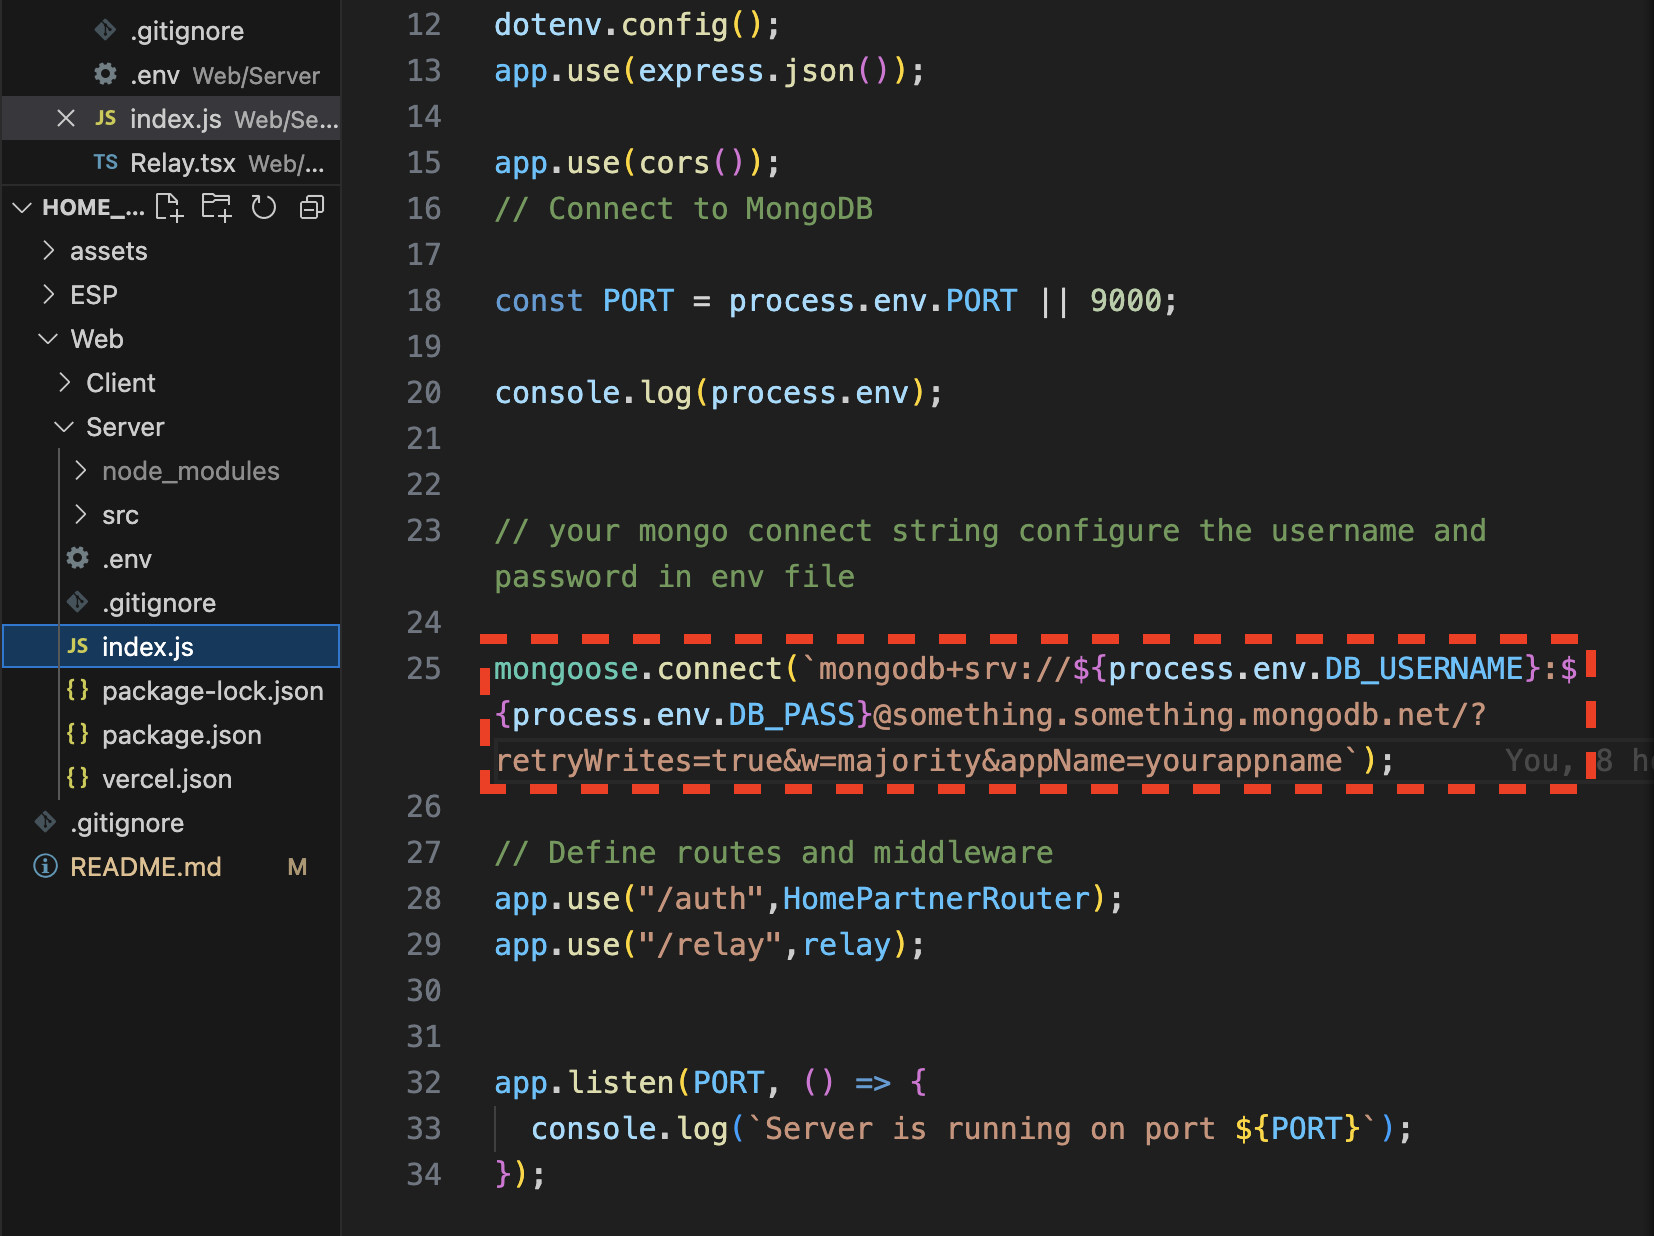 .gitignore
.env Web/Server
JS index.js Web/Se...
TS Relay.tsx Web/...
HOME_...
assets
ESP
Web
Client
Server
node_modules
src
.env
.gitignore
JS index.js
{} package-lock.json
{} package.json
{} vercel.json
.gitignore
README.md M
12 dotenv.config();
13 app.use(express.json());
14
15 app.use(cors());
16 // Connect to MongoDB
17
18 const PORT = process.env.PORT || 9000;
19
20 console.log(process.env);
21
22
23 // your mongo connect string configure the username and
password in env file
24
25 mongoose.connect(`mongodb+srv://${process.env.DB_USERNAME}:$
{process.env.DB_PASS}@something.something.mongodb.net/?
retryWrites=true&w=majority&appName=yourappname`); You, 8 h
26
27 // Define routes and middleware
28 app.use("/auth",HomePartnerRouter);
29 app.use("/relay",relay);
30
31
32 app.listen(PORT, () => {
33 console.log(`Server is running on port ${PORT}`);
34 });